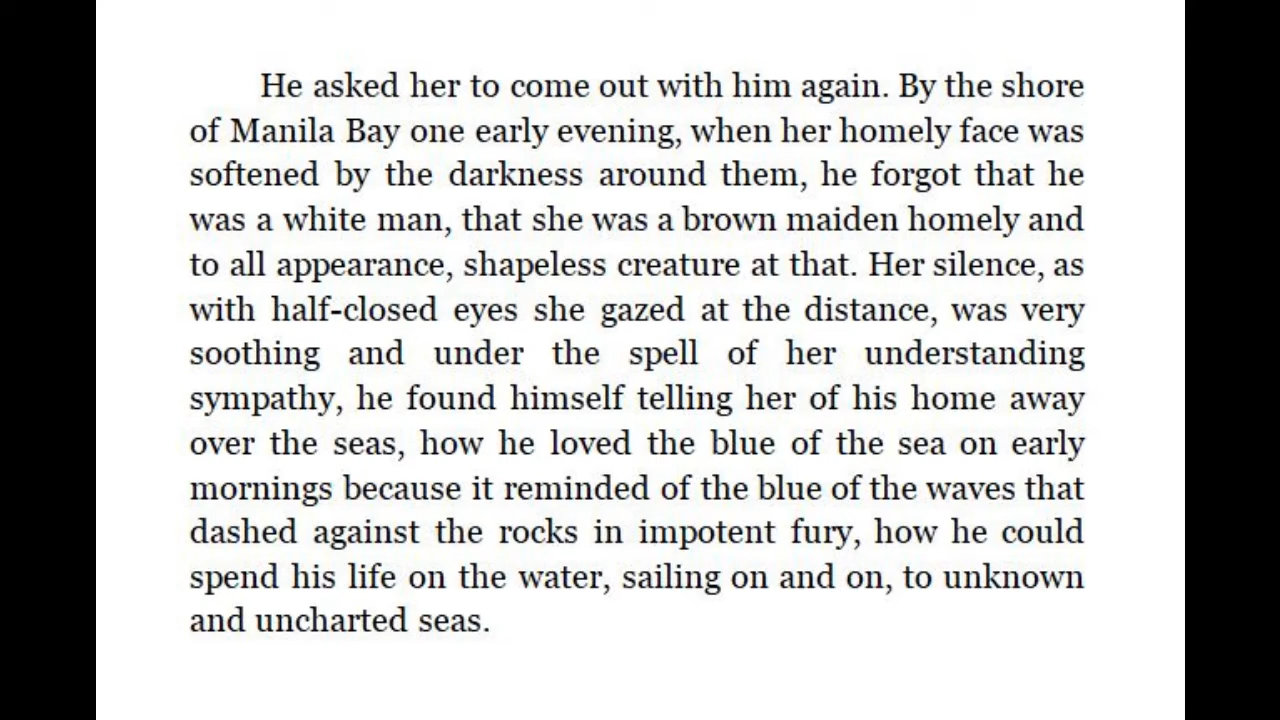 He asked her to come out with him again. By the shore
of Manila Bay one early evening, when her homely face was
softened by the darkness around them, he forgot that he
was a white man, that she was a brown maiden homely and
to all appearance, shapeless creature at that. Her silence, as
with half-closed eyes she gazed at the distance, was very
soothing and under the spell of her understanding
sympathy, he found himself telling her of his home away
over the seas, how he loved the blue of the sea on early
mornings because it reminded of the blue of the waves that
dashed against the rocks in impotent fury, how he could
spend his life on the water, sailing on and on, to unknown
and uncharted seas.